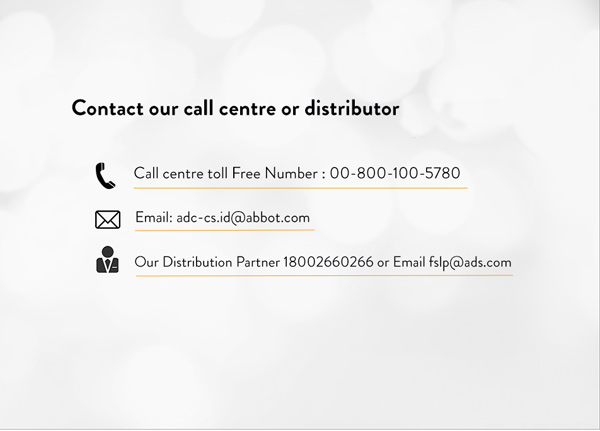 Contact our call centre or distributor
Call centre toll Free Number : 00-800-100-5780
Email: adc-cs.id@abbot.com
Our Distribution Partner 18002660266 or Email fslp@ads.com